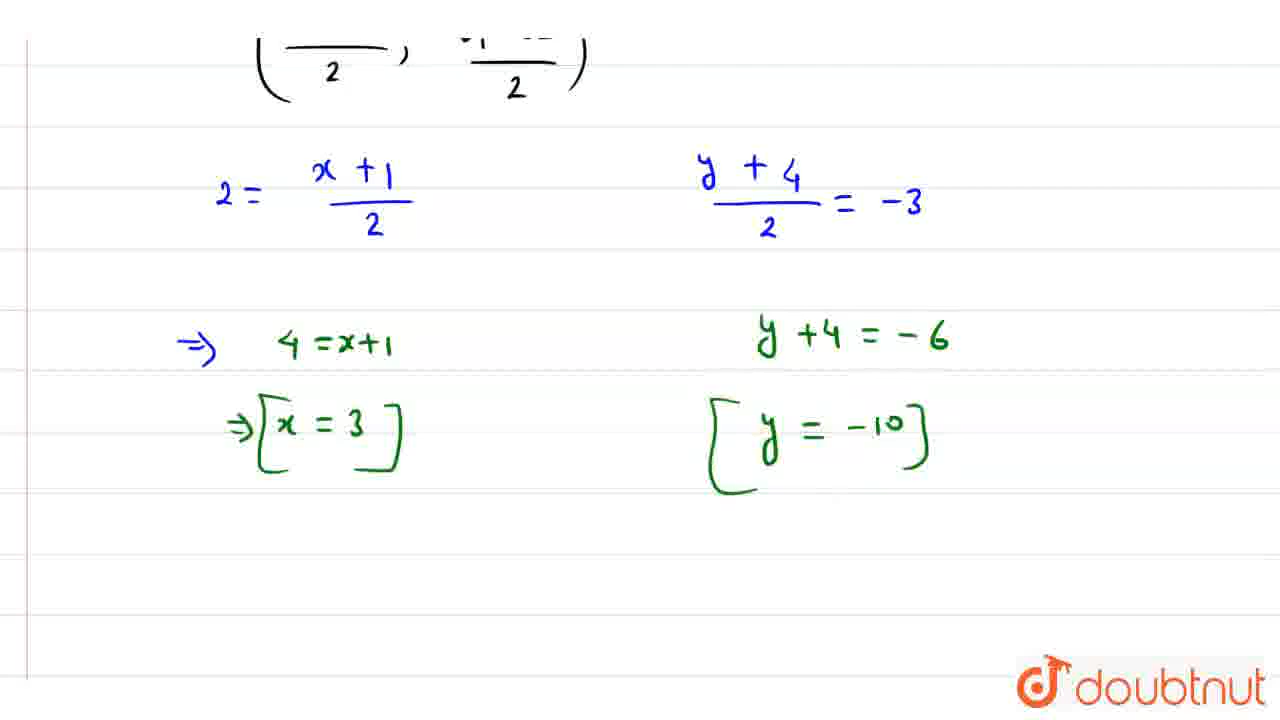 ( /2 , /2 )
2 = (x + 1)/2
(y + 4)/2 = -3
⇒ 4 = x+1
y + 4 = - 6
⇒ [x = 3]
[y = -10]
doubtnut